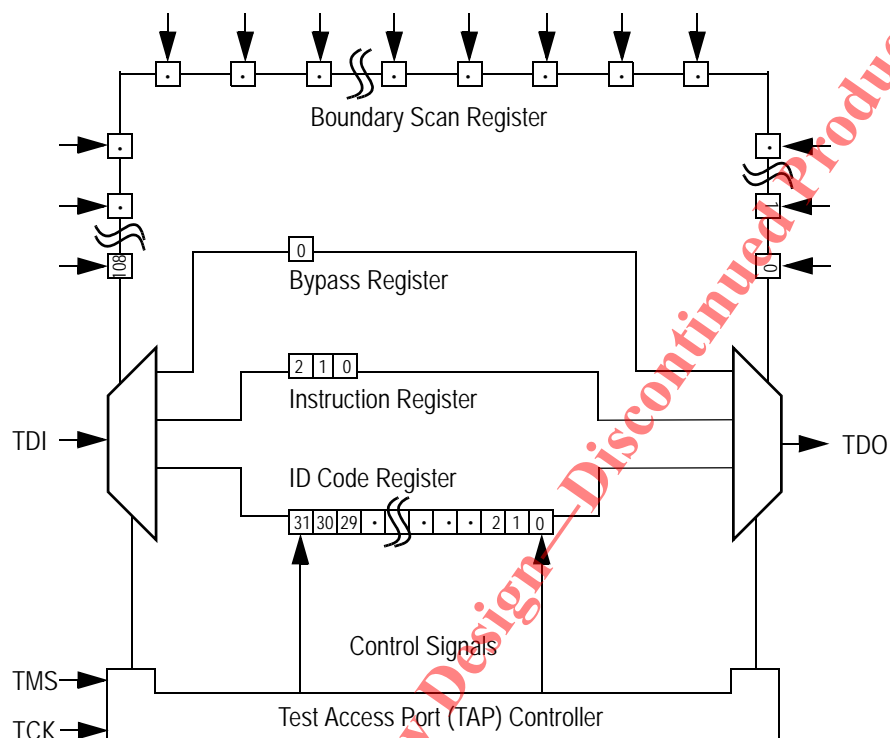 · · · · · · · ·
Boundary Scan Register
· ·
· 1
108 0
0
Bypass Register
2 1 0
Instruction Register
TDI
TDO
ID Code Register
31 30 29 · · · · 2 1 0
Control Signals
TMS
Test Access Port (TAP) Controller
TCK
Design—Discontinued